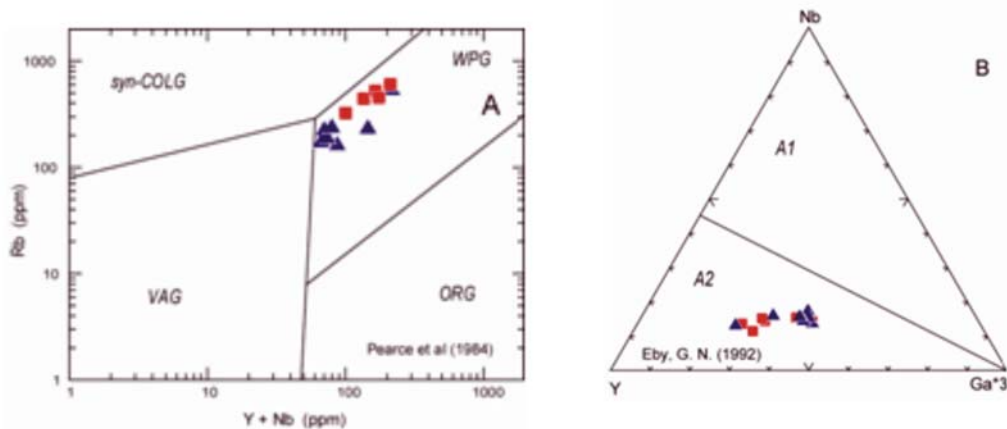 1000
100
10
1
Rb (ppm)
syn-COLG
WPG
A
VAG
ORG
Pearce et al (1984)
1
10
100
1000
Y + Nb (ppm)
Nb
B
A1
A2
Eby, G. N. (1992)
Y
Ga*3